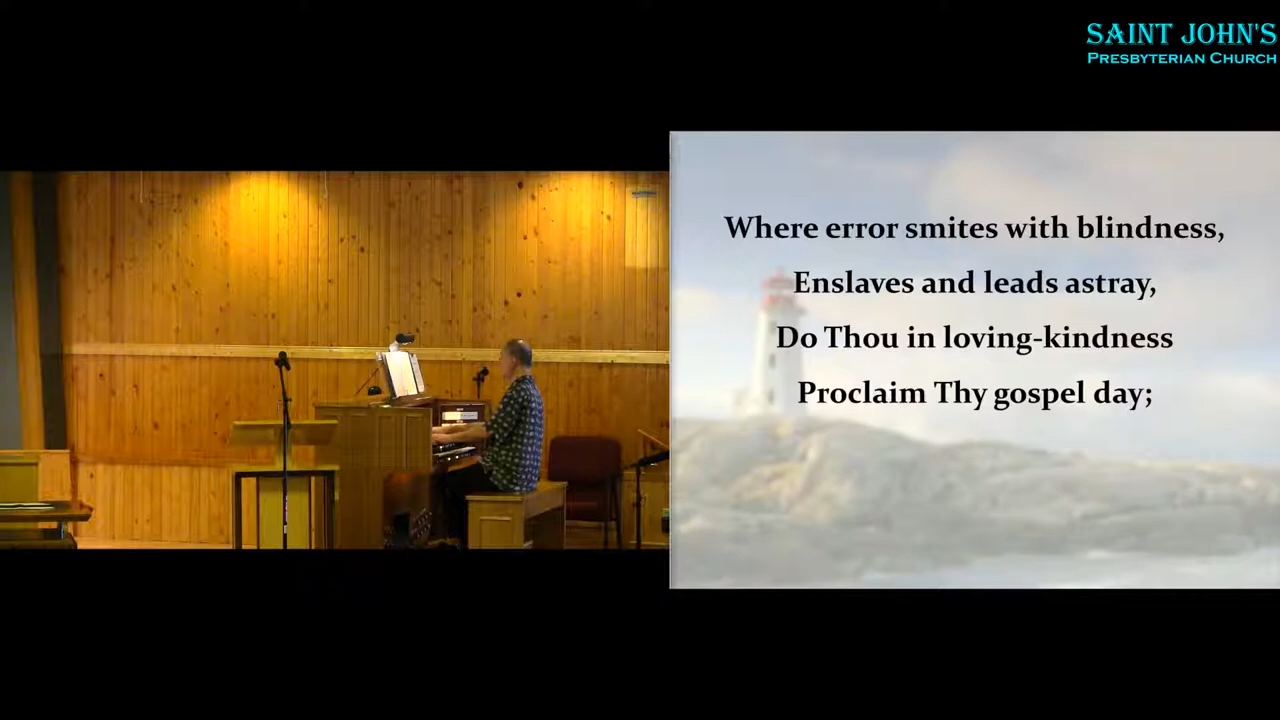 SAINT JOHN'S
PRESBYTERIAN CHURCH
Where error smites with blindness,
Enslaves and leads astray,
Do Thou in loving-kindness
Proclaim Thy gospel day;